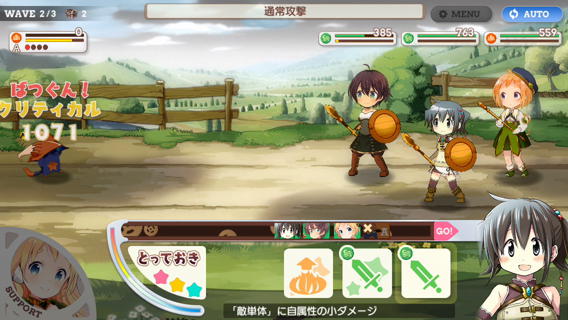 WAVE 2/3 2
通常攻撃
MENU
AUTO
0
A
385
763
559
ばつぐん!
クリティカル
1071
GO!
とっておき
「敵単体」に自属性の小ダメージ
SUPPORT